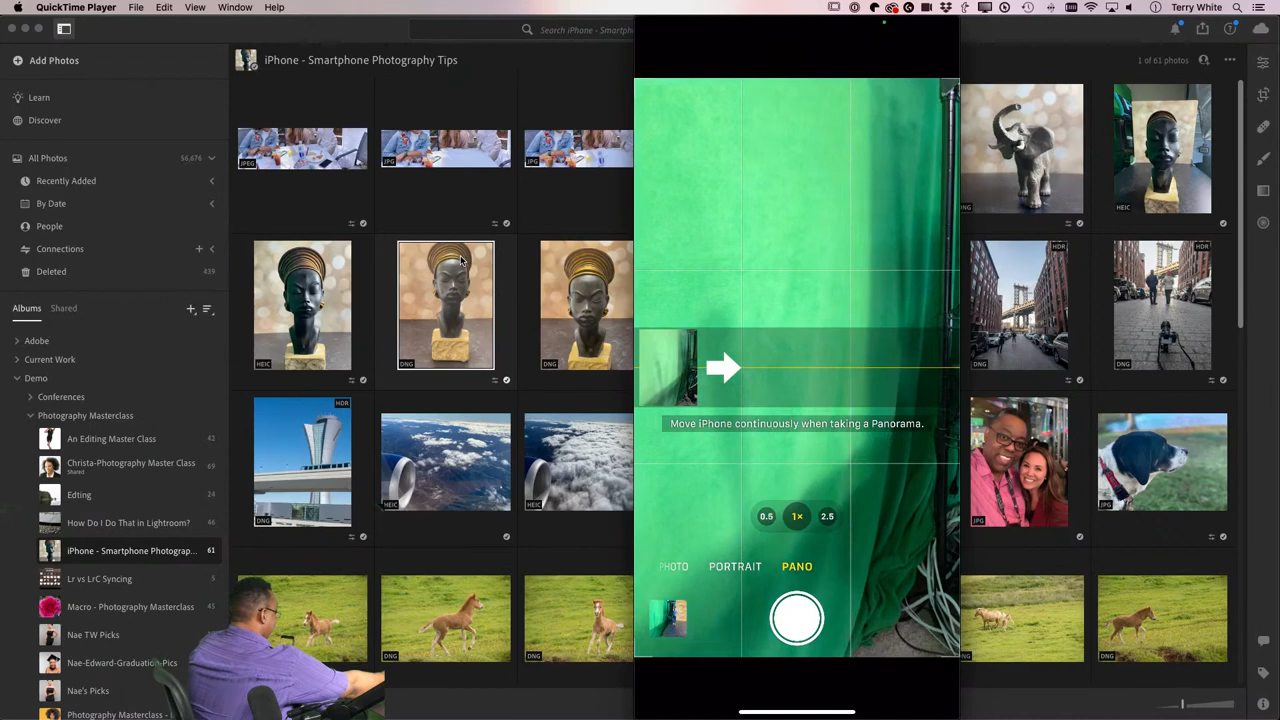 QuickTime Player File Edit View Window Help
Terry White
Search iPhone - Smartph
Add Photos
iPhone - Smartphone Photography Tips
1 of 61 photos
Learn
Discover
All Photos 56,676
Recently Added
By Date
People
Connections
Deleted 439
Albums Shared
Adobe
Current Work
Demo
Conferences
Photography Masterclass
An Editing Master Class 42
Christa-Photography Master Class 69
Shared
Edting 24
How Do I Do That in Lightroom? 46
iPhone - Smartphone Photograp... 61
Lr vs LrC Syncing 5
Macro - Photography Masterclass 45
Nae TW Picks
Nae-Edward-Graduation-Pics
Nae's Picks
Photography Masterclass - I
JPEG
JPG
JPG
DNG
HEIC
HEIC
DNG
DNG
HDR
DNG
HDR
DNG
HDR
DNG
HEIC
HEIC
JPG
JPG
DNG
DNG
DNG
DNG
Move iPhone continuously when taking a Panorama.
0.5 1× 2.5
PHOTO PORTRAIT PANO